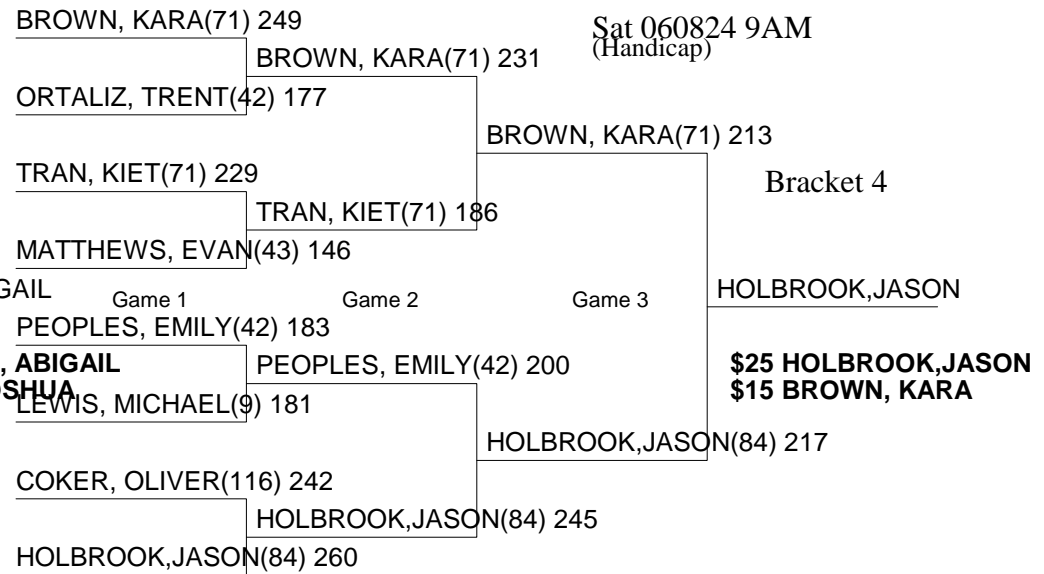 BROWN, KARA(71) 249
Sat 060824 9AM
(Handicap)
BROWN, KARA(71) 231
ORTALIZ, TRENT(42) 177
BROWN, KARA(71) 213
TRAN, KIET(71) 229
Bracket 4
TRAN, KIET(71) 186
MATTHEWS, EVAN(43) 146
GAIL
Game 1
Game 2
Game 3
HOLBROOK,JASON
PEOPLES, EMILY(42) 183
, ABIGAIL
PEOPLES, EMILY(42) 200
$25 HOLBROOK,JASON
OSHUA
$15 BROWN, KARA
LEWIS, MICHAEL(9) 181
HOLBROOK,JASON(84) 217
COKER, OLIVER(116) 242
HOLBROOK,JASON(84) 245
HOLBROOK,JASON(84) 260